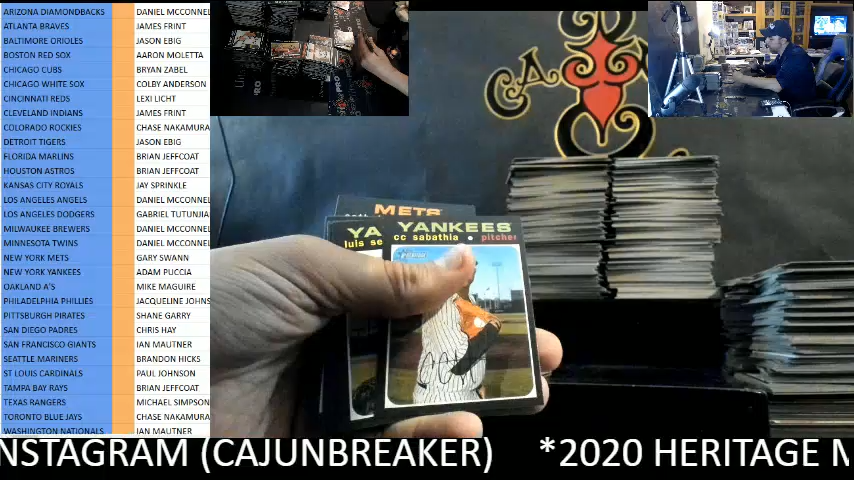 ARIZONA DIAMONDBACKS DANIEL MCCONNEL
ATLANTA BRAVES JAMES FRINT
BALTIMORE ORIOLES JASON EBIG
BOSTON RED SOX AARON MOLETTA
CHICAGO CUBS BRYAN ZABEL
CHICAGO WHITE SOX COLBY ANDERSON
CINCINNATI REDS LEXI LICHT
CLEVELAND INDIANS JAMES FRINT
COLORADO ROCKIES CHASE NAKAMURA
DETROIT TIGERS JASON EBIG
FLORIDA MARLINS BRIAN JEFFCOAT
HOUSTON ASTROS BRIAN JEFFCOAT
KANSAS CITY ROYALS JAY SPRINKLE
LOS ANGELES ANGELS DANIEL MCCONNEL
LOS ANGELES DODGERS GABRIEL TUTUNJIA
MILWAUKEE BREWERS DANIEL MCCONNEL
MINNESOTA TWINS DANIEL MCCONNEL
NEW YORK METS GARY SWANN
NEW YORK YANKEES ADAM PUCCIA
OAKLAND A'S MIKE MAGUIRE
PHILADELPHIA PHILLIES JACQUELINE JOHNS
PITTSBURGH PIRATES SHANE GARRY
SAN DIEGO PADRES CHRIS HAY
SAN FRANCISCO GIANTS IAN MAUTNER
SEATTLE MARINERS BRANDON HICKS
ST LOUIS CARDINALS PAUL JOHNSON
TAMPA BAY RAYS BRIAN JEFFCOAT
TEXAS RANGERS MICHAEL SIMPSON
TORONTO BLUE JAYS CHASE NAKAMURA
WASHINGTON NATIONALS IAN MAUTNER
CA
METS
YA
luis se
YANKEES
cc sabathia • pitcher
NSTAGRAM (CAJUNBREAKER) *2020 HERITAGE M